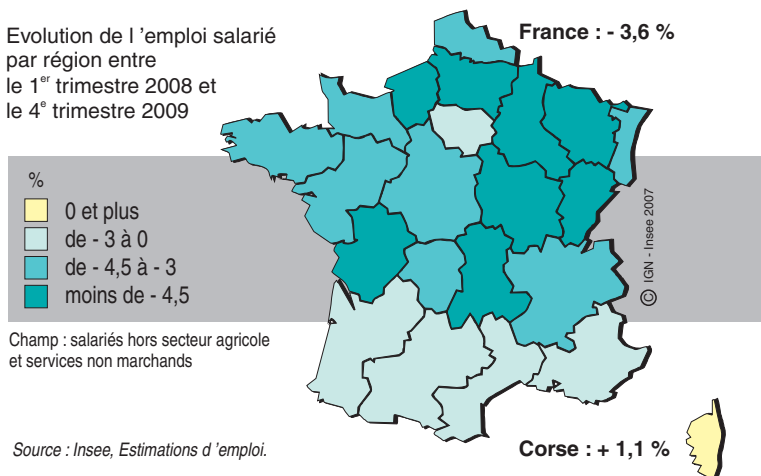 Evolution de l 'emploi salarié
par région entre
le 1er trimestre 2008 et
le 4e trimestre 2009
France : - 3,6 %
%
0 et plus
de - 3 à 0
de - 4,5 à - 3
moins de - 4,5
© IGN - Insee 2007
Champ : salariés hors secteur agricole
et services non marchands
Source : Insee, Estimations d 'emploi.
Corse : + 1,1 %